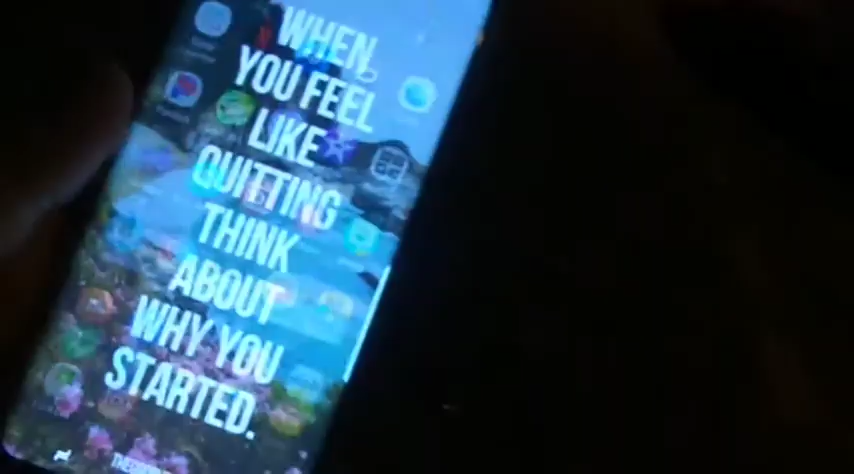 WHEN
YOU FEEL
LIKE
QUITTING
THINK
ABOUT
WHY YOU
STARTED.